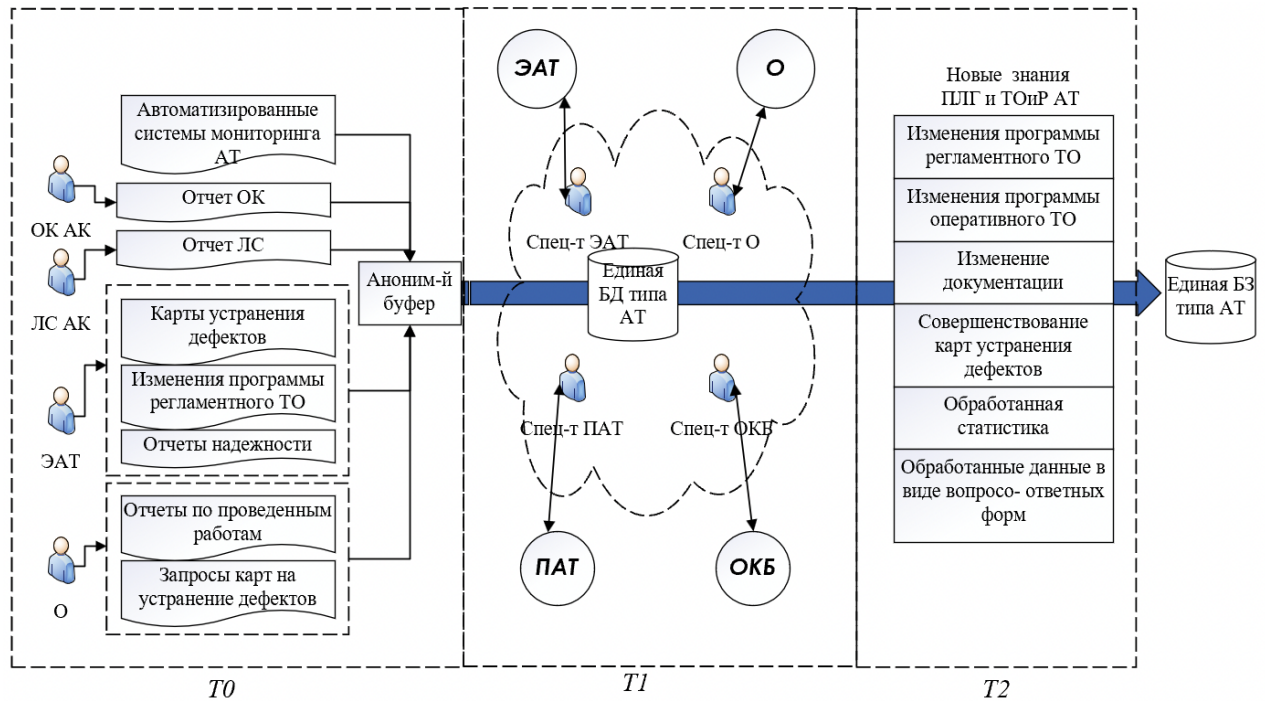 Автоматизированные
системы мониторинга
АТ
Отчет ОК
ОК АК
Отчет ЛС
ЛС АК
Аноним-й
буфер
Карты устранения
дефектов
Изменения программы
регламентного ТО
Отчеты надежности
ЭАТ
Отчеты по проведенным
работам
Запросы карт на
устранение дефектов
О
Т0
ЭАТ
О
Спец-т ЭАТ
Спец-т О
Единая
БД типа
АТ
Спец-т ПАТ
Спец-т ОКБ
ПАТ
ОКБ
Т1
Новые знания
ПЛГ и ТОиР АТ
Изменения программы
регламентного ТО
Изменения программы
оперативного ТО
Изменение
документации
Совершенствование
карт устранения
дефектов
Обработанная
статистика
Обработанные данные в
виде вопросо- ответных
форм
Т2
Единая БЗ
типа АТ